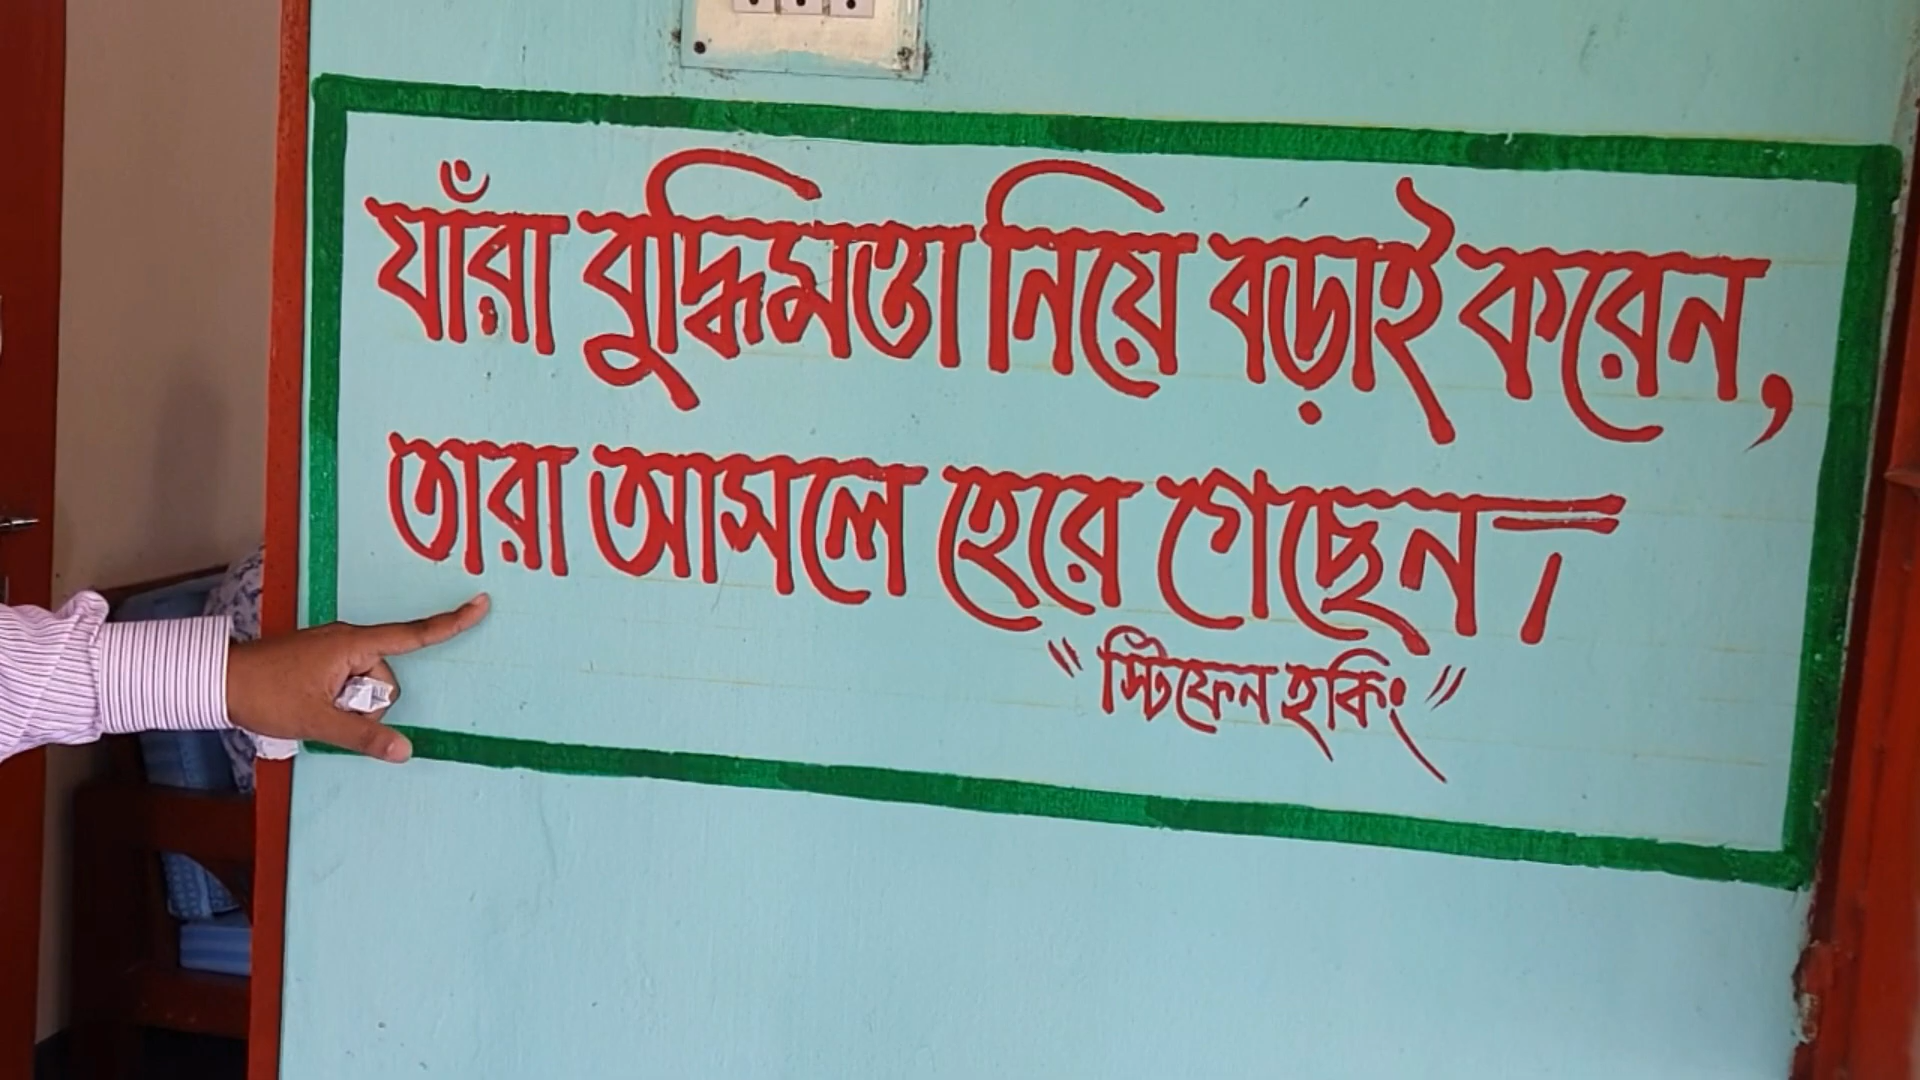 যাঁরা বুদ্ধিমত্তা নিয়ে বড়াই করেন,
তারা আসলে হেরে গেছেন।
"স্টিফেন হকিং"